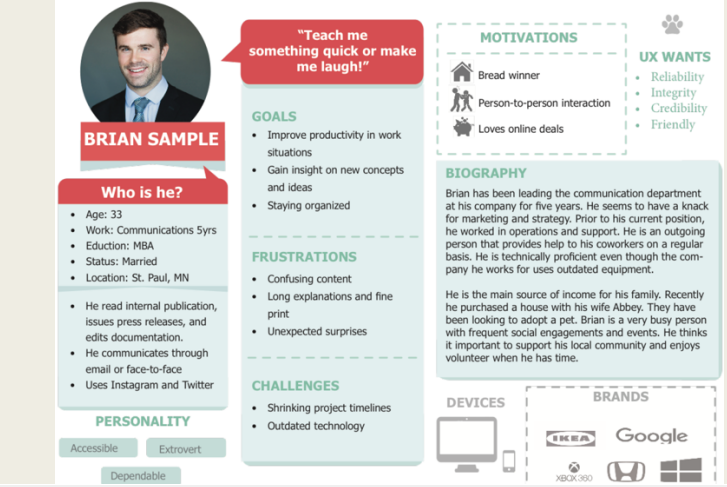 BRIAN SAMPLE
Who is he?
Age: 33
Work: Communications 5yrs
Eduction: MBA
Status: Married
Location: St. Paul, MN
He read internal publication,
issues press releases, and
edits documentation.
He communicates through
email or face-to-face
Uses Instagram and Twitter
PERSONALITY
Accessible
Extrovert
Dependable
“Teach me
something quick or make
me laugh!”
GOALS
Improve productivity in work
situations
Gain insight on new concepts
and ideas
Staying organized
FRUSTRATIONS
Confusing content
Long explanations and fine
print
Unexpected surprises
CHALLENGES
Shrinking project timelines
Outdated technology
MOTIVATIONS
Bread winner
Person-to-person interaction
Loves online deals
UX WANTS
Reliability
Integrity
Credibility
Friendly
BIOGRAPHY
Brian has been leading the communication department
at his company for five years. He seems to have a knack
for marketing and strategy. Prior to his current position,
he worked in operations and support. He is an outgoing
person that provides help to his coworkers on a regular
basis. He is technically proficient even though the com-
pany he works for uses outdated equipment.
He is the main source of income for his family. Recently
he purchased a house with his wife Abbey. They have
been looking to adopt a pet. Brian is a very busy person
with frequent social engagements and events. He thinks
it important to support his local community and enjoys
volunteer when he has time.
DEVICES
BRANDS
IKEA
Google
XBOX 360